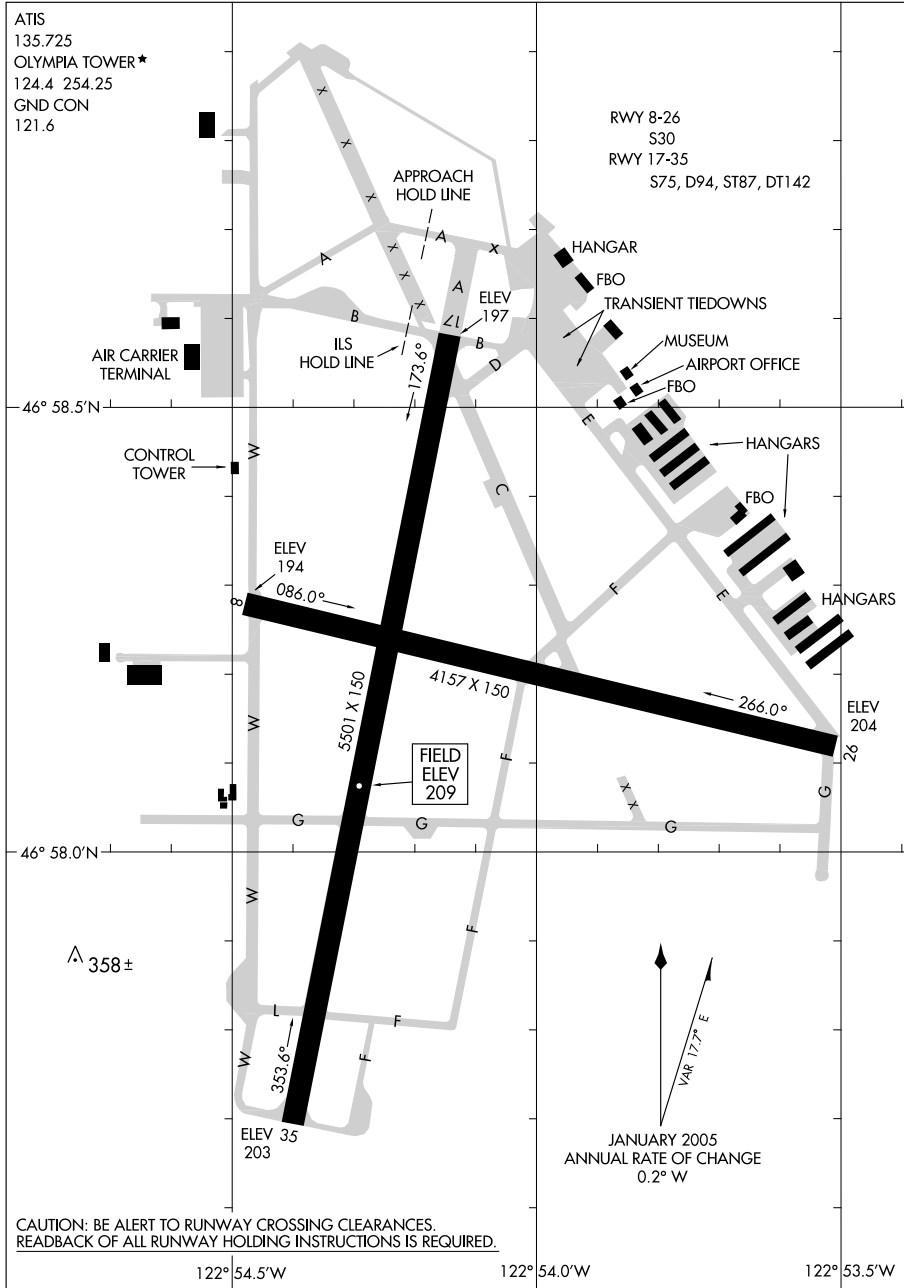 ATIS
135.725
OLYMPIA TOWER★
124.4 254.25
GND CON
121.6
RWY 8-26
S30
RWY 17-35
S75, D94, ST87, DT142
X
X
APPROACH
HOLD LINE
X
A
X
A
X
HANGAR
X
A
FBO
X
ELEV
197
TRANSIENT TIEDOWNS
B
17
B
ILS
HOLD LINE
D
MUSEUM
AIR CARRIER
TERMINAL
AIRPORT OFFICE
173.6°
FBO
46° 58.5'N
E
W
HANGARS
CONTROL
TOWER
C
FBO
ELEV
194
086.0°
8
F
E
HANGARS
4157 X 150
5501 X 150
266.0°
ELEV
204
26
W
FIELD
ELEV
209
F
X
X
G
G
G
G
46° 58.0'N
W
F
358±
L
F
W
353.6°
F
VAR 17.7° E
ELEV
203
35
JANUARY 2005
ANNUAL RATE OF CHANGE
0.2° W
CAUTION: BE ALERT TO RUNWAY CROSSING CLEARANCES.
READBACK OF ALL RUNWAY HOLDING INSTRUCTIONS IS REQUIRED.
122° 54.5'W
122° 54.0'W
122° 53.5'W